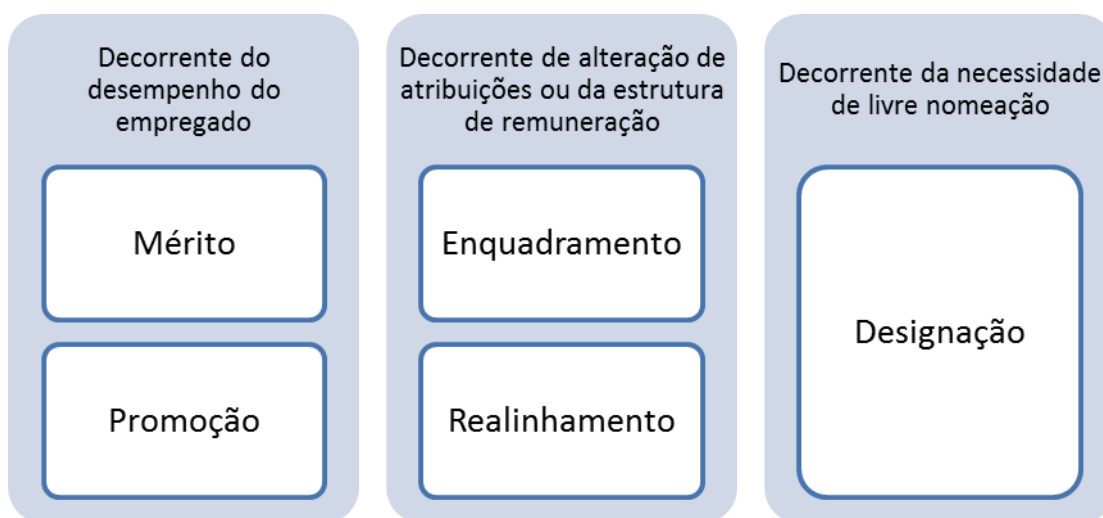 Decorrente do
desempenho do
empregado
Mérito
Promoção
Decorrente de alteração de
atribuições ou da estrutura
de remuneração
Enquadramento
Realinhamento
Decorrente da necessidade
de livre nomeação
Designação